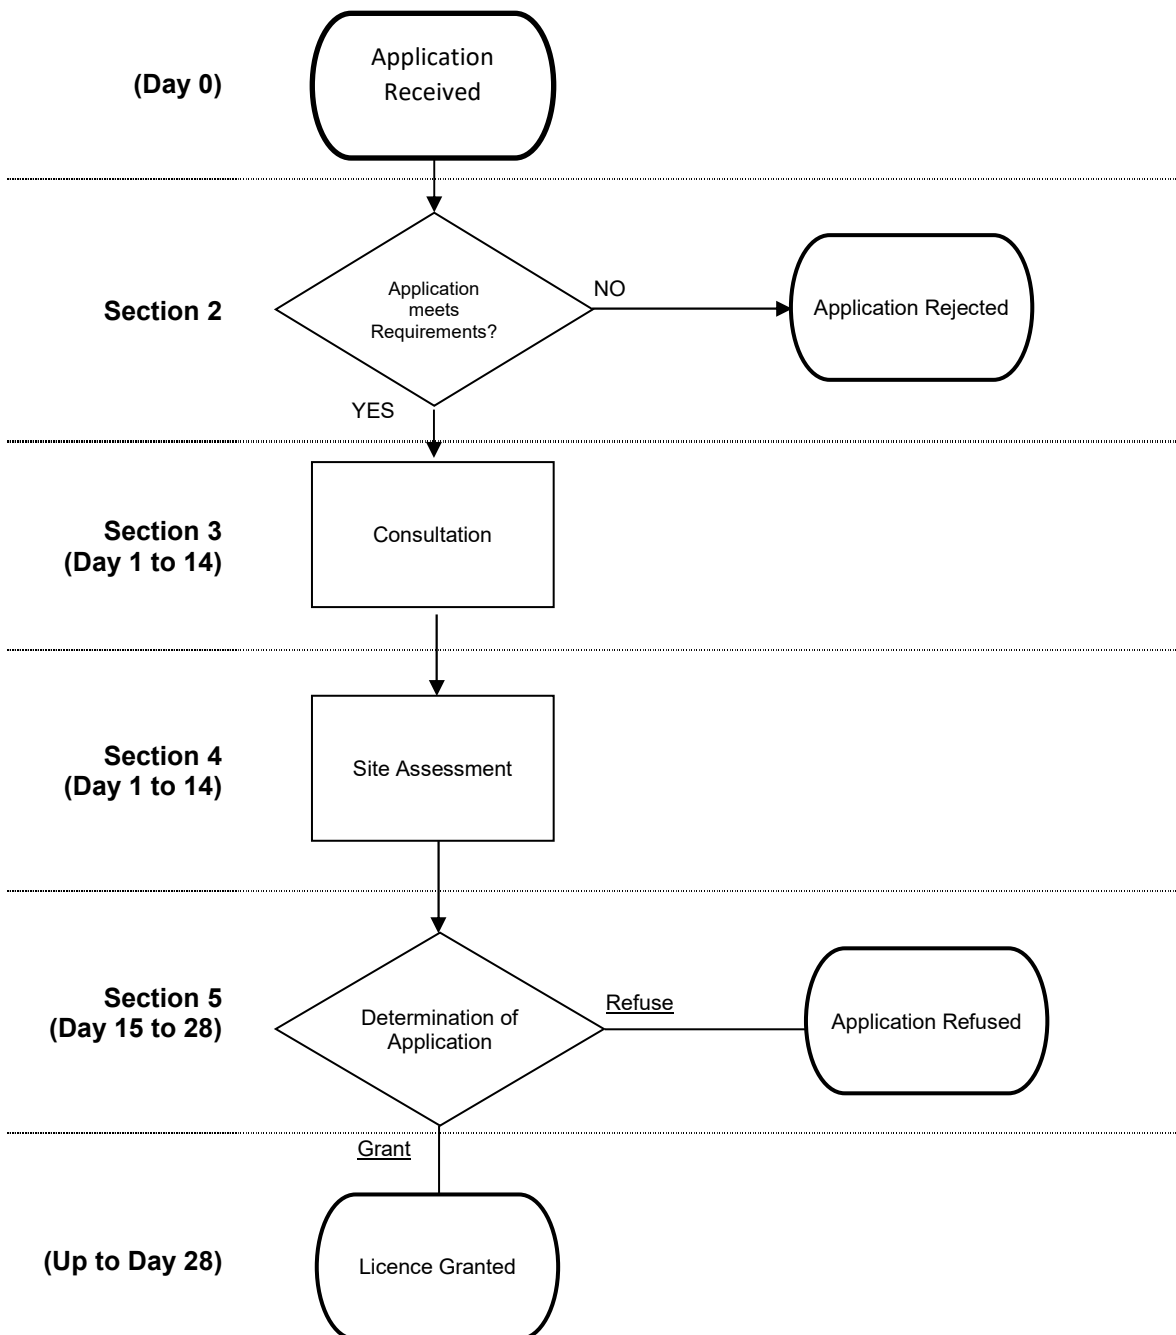 (Day 0)
Application
Received
Section 2
Application
meets
Requirements?
NO
Application Rejected
YES
Section 3
(Day 1 to 14)
Consultation
Section 4
(Day 1 to 14)
Site Assessment
Section 5
(Day 15 to 28)
Determination of
Application
Refuse
Application Refused
Grant
(Up to Day 28)
Licence Granted